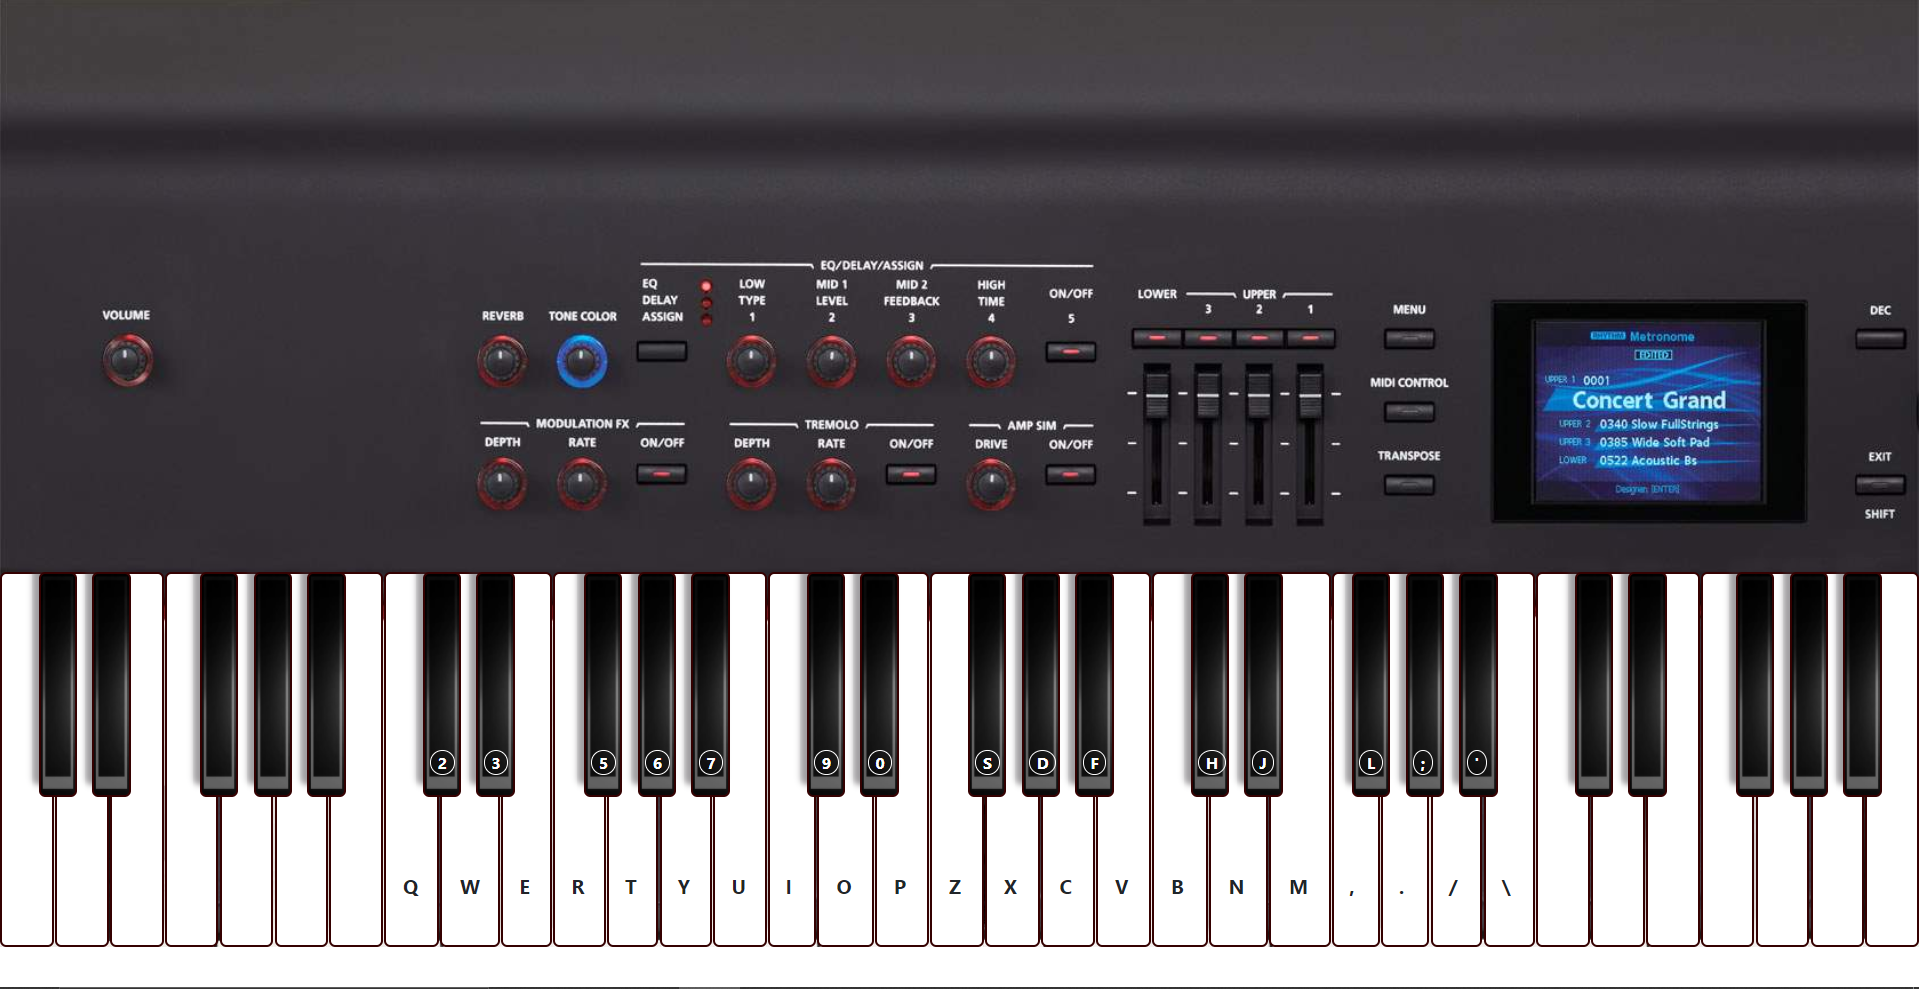 EQ/DELAY/ASSIGN
EQ LOW MID 1 MID 2 HIGH
DELAY TYPE LEVEL FEEDBACK TIME ON/OFF
ASSIGN 1 2 3 4 5
VOLUME
REVERB TONE COLOR
LOWER UPPER
3 2 1
MENU
DEC
MIDI CONTROL
TRANSPOSE
RHYTHM Metronome
EDITED
UPPER 1 0001
Concert Grand
UPPER 2 0340 Slow FullStrings
UPPER 3 0385 Wide Soft Pad
LOWER 0522 Acoustic Bs
Designer: [ENTER]
EXIT
SHIFT
MODULATION FX TREMOLO AMP SIM
DEPTH RATE ON/OFF DEPTH RATE ON/OFF DRIVE ON/OFF
2 3 5 6 7 9 0 S D F H J L ; '
Q W E R T Y U I O P Z X C V B N M , . / \